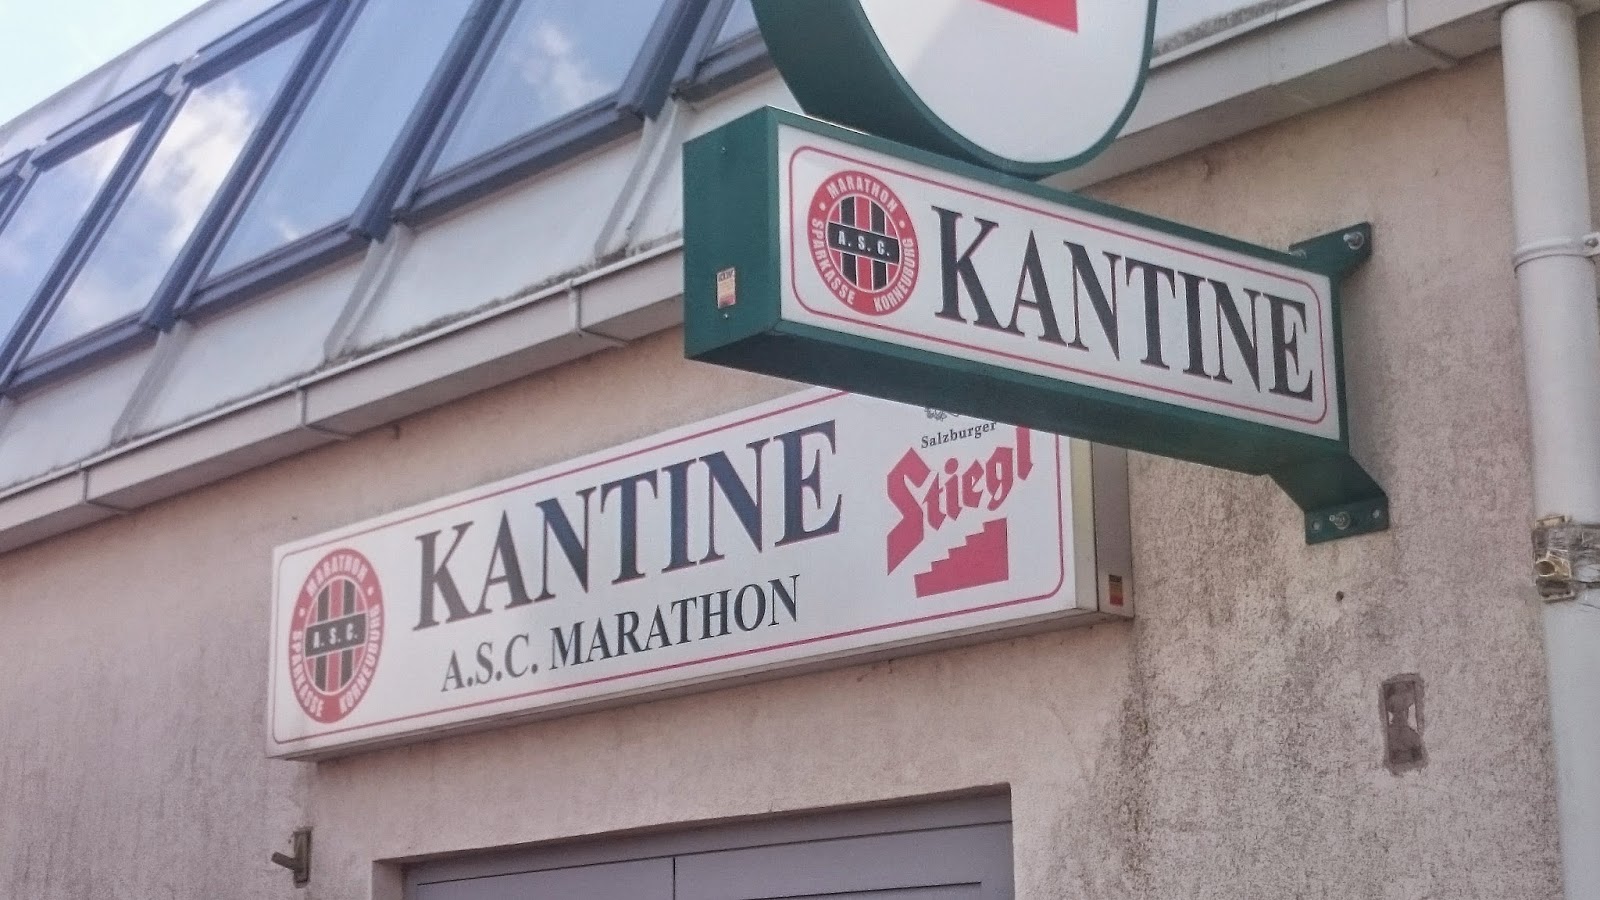 MARATHON
SPARKASSE KORNEUBURG
A. S. C.
KANTINE
MARATHON
SPARKASSE KORNEUBURG
A. S. C.
KANTINE
A.S.C. MARATHON
Salzburger
Stiegl